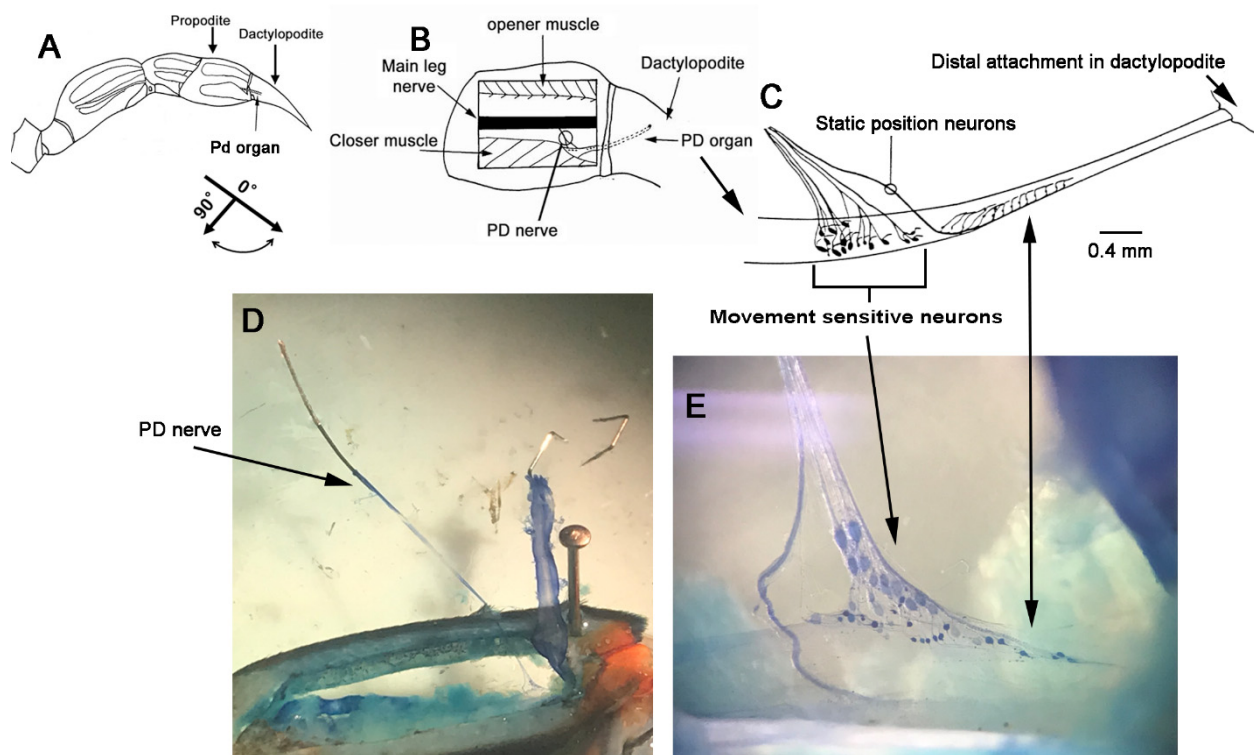 A
Propodite
Dactylopodite
Pd organ
0°
90°
B
opener muscle
Main leg
nerve
Dactylopodite
Closer muscle
PD organ
PD nerve
C
Distal attachment in dactylopodite
Static position neurons
0.4 mm
Movement sensitive neurons
D
PD nerve
E